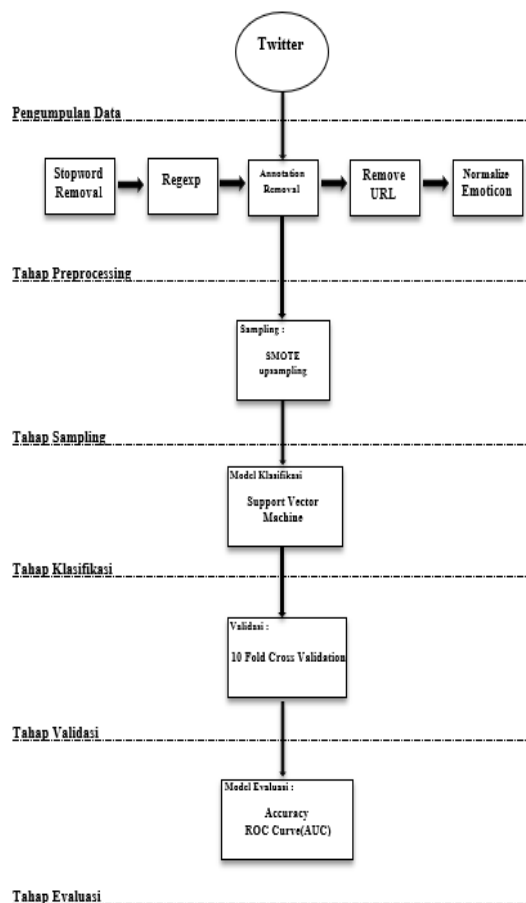 Twitter
Pengumpulan Data
Stopword
Removal
Regexp
Annotation
Removal
Remove
URL
Normalize
Emoticon
Tahap Preprocessing
Sampling :
SMOTE
upsampling
Tahap Sampling
Model Klasifikasi
Support Vector
Machine
Tahap Klasifikasi
Validasi :
10 Fold Cross Validation
Tahap Validasi
Model Evaluasi :
Accuracy
ROC Curve(AUC)
Tahap Evaluasi